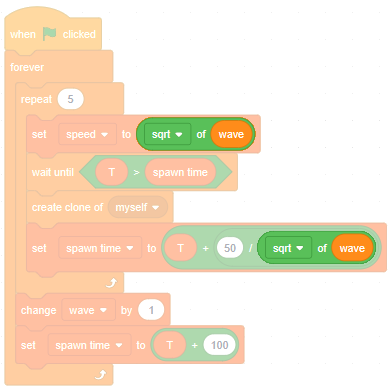 when clicked
forever
repeat 5
set speed to sqrt of wave
wait until T > spawn time
create clone of myself
set spawn time to T + 50 / sqrt of wave
change wave by 1
set spawn time to T + 100